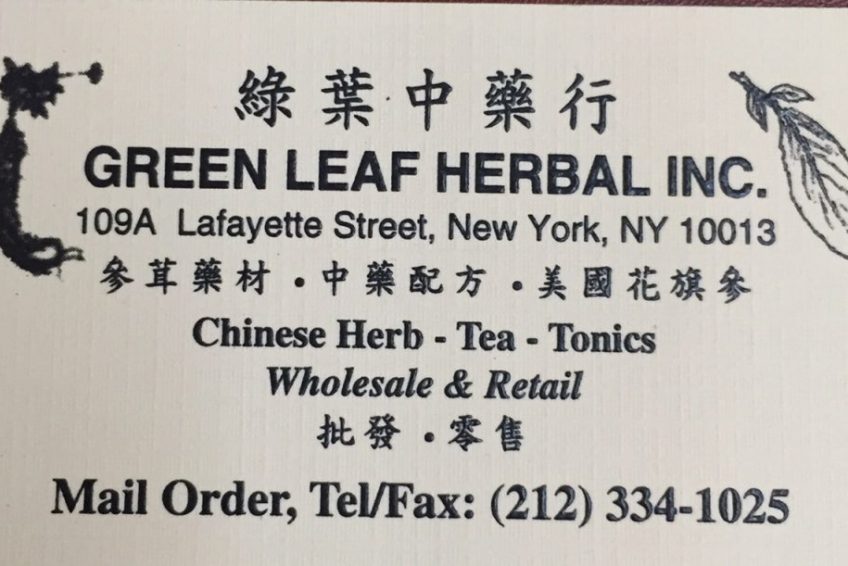 綠葉中藥行
GREEN LEAF HERBAL INC.
109A Lafayette Street, New York, NY 10013
參茸藥材 • 中藥配方 • 美國花旗參
Chinese Herb - Tea - Tonics
Wholesale & Retail
批發 • 零售
Mail Order, Tel/Fax: (212) 334-1025